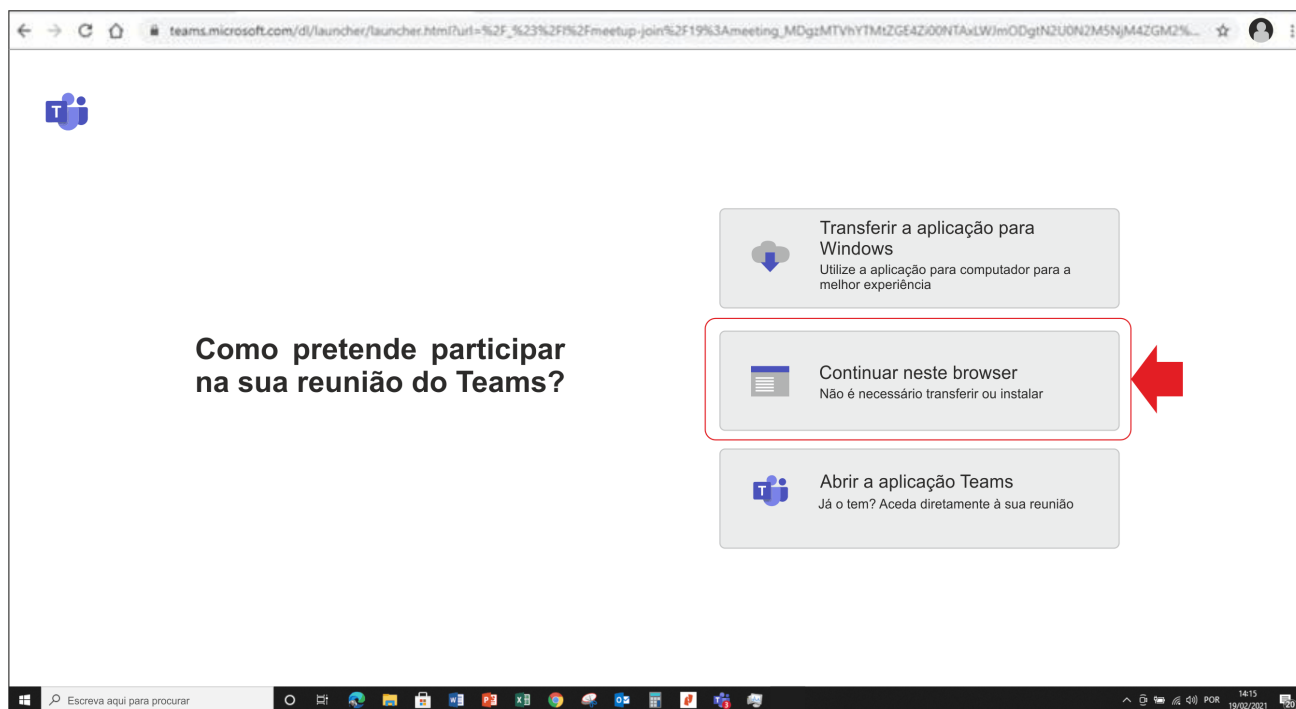 teams.microsoft.com/dl/launcher/launcher.html?url=%2F_%23%2Fl%2Fmeetup-join%2F19%3Ameeting_
Transferir a aplicação para
Windows
Utilize a aplicação para computador para a
melhor experiência
Como pretende participar
na sua reunião do Teams?
Continuar neste browser
Não é necessário transferir ou instalar
Abrir a aplicação Teams
Já o tem? Aceda diretamente à sua reunião
Escreva aqui para procurar
POR
14:15
19/02/2021
20